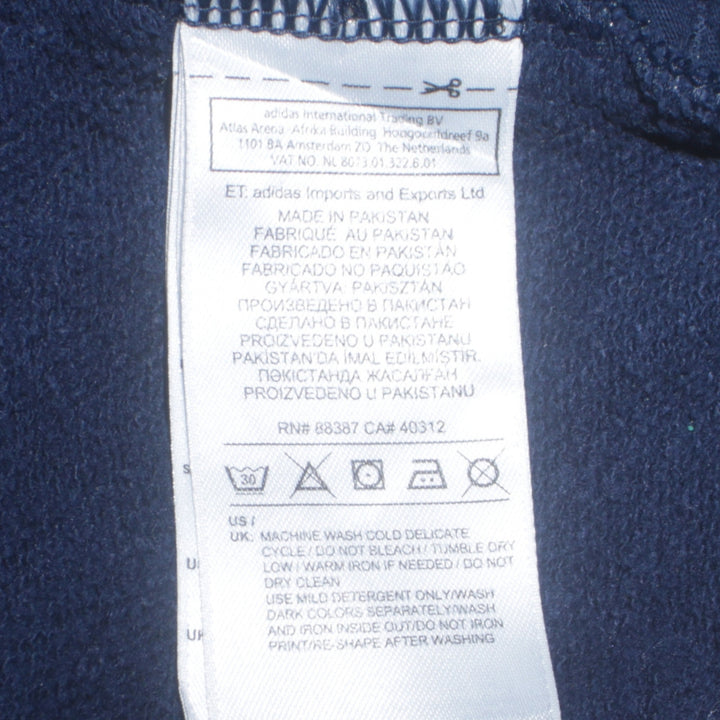 adidas International Trading BV
Atlas Arena -Afrika Building Hoogoorddreef 9a
1101 BA Amsterdam ZO The Netherlands
VAT NO. NL 8073.01.322.B.01
ET: adidas Imports and Exports Ltd
MADE IN PAKISTAN
FABRIQUÉ AU PAKISTAN
FABRICADO EN PAKISTÁN
FABRICADO NO PAQUISTÃO
GYÁRTVA: PAKISZTÁN
ПРОИЗВЕДЕНО В ПАКИСТАН
СДЕЛАНО В ПАКИСТАНЕ
PROIZVEDENO U PAKISTANU
PAKİSTAN'DA İMAL EDİLMİŞTİR.
ПӘКІСТАНДА ЖАСАЛҒАН
PROIZVEDENO U PAKISTANU
RN# 88387 CA# 40312
30
US /
UK: MACHINE WASH COLD DELICATE
CYCLE / DO NOT BLEACH / TUMBLE DRY
LOW / WARM IRON IF NEEDED / DO NOT
DRY CLEAN
USE MILD DETERGENT ONLY/WASH
DARK COLORS SEPARATELY/WASH
AND IRON INSIDE OUT/DO NOT IRON
PRINT/RE-SHAPE AFTER WASHING